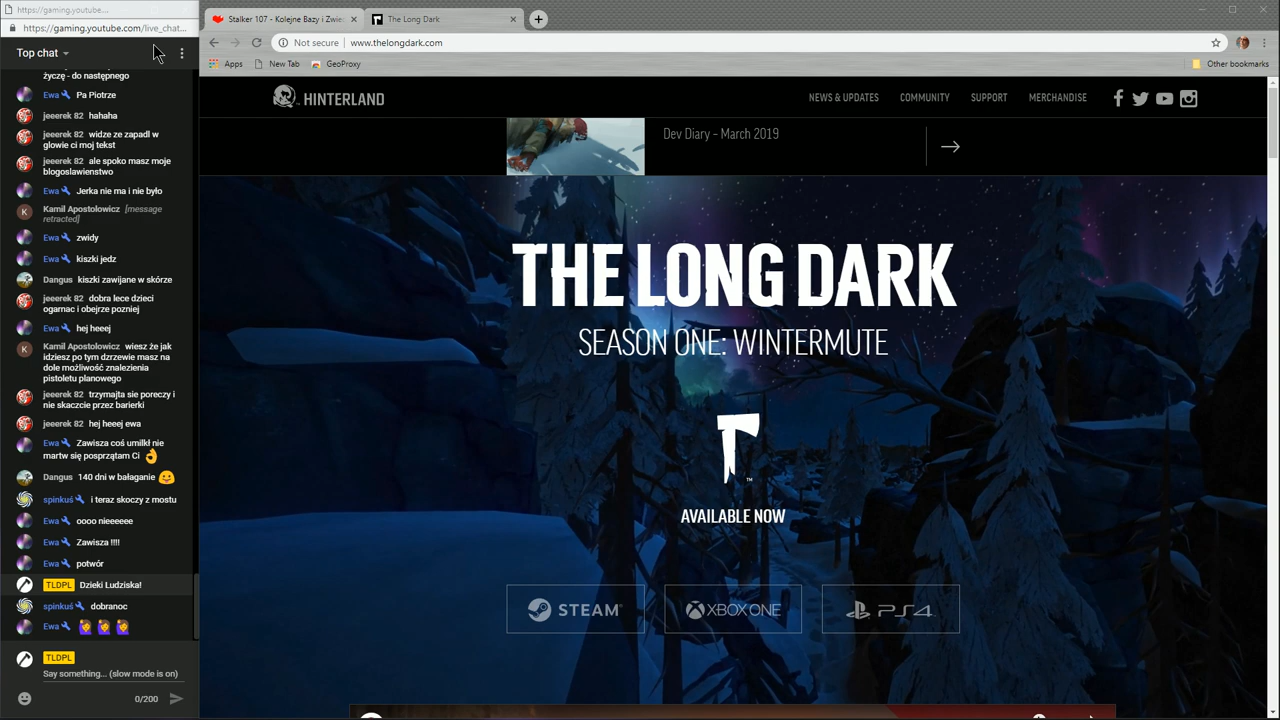 https://gaming.youtube....
https://gaming.youtube.com/live_chat...
Top chat
życzę - do następnego
Ewa Pa Piotrze
jeeerek 82 hahaha
jeeerek 82 widze ze zapadl w
glowie ci moj tekst
jeeerek 82 ale spoko masz moje
blogoslawienstwo
Ewa Jerka nie ma i nie było
Kamil Apostolowicz [message
retracted]
Ewa zwidy
Ewa kiszki jedz
Dangus kiszki zawijane w skórze
jeeerek 82 dobra lece dzieci
ogarnac i obejrze pozniej
Ewa hej heeej
Kamil Apostolowicz wiesz że jak
idziesz po tym dzrzewie masz na
dole możliwość znalezienia
pistoletu planowego
jeeerek 82 trzymajta sie poreczy i
nie skaczcie przez barierki
jeeerek 82 hej heeej ewa
Ewa Zawisza coś umilkł nie
martw się posprzątam Ci
Dangus 140 dni w bałaganie
spinkuś i teraz skoczy z mostu
Ewa oooo nieeeeee
Ewa Zawisza !!!!
Ewa potwór
TLDPL Dzieki Ludziska!
spinkuś dobranoc
Ewa
TLDPL
Say something... (slow mode is on)
0/200
Stalker 107 - Kolejne Bazy i Zwie
The Long Dark
Not secure www.thelongdark.com
Apps New Tab GeoProxy Other bookmarks
HINTERLAND NEWS & UPDATES COMMUNITY SUPPORT MERCHANDISE
Dev Diary – March 2019
THE LONG DARK
SEASON ONE: WINTERMUTE
TM
AVAILABLE NOW
STEAM XBOX ONE PS4